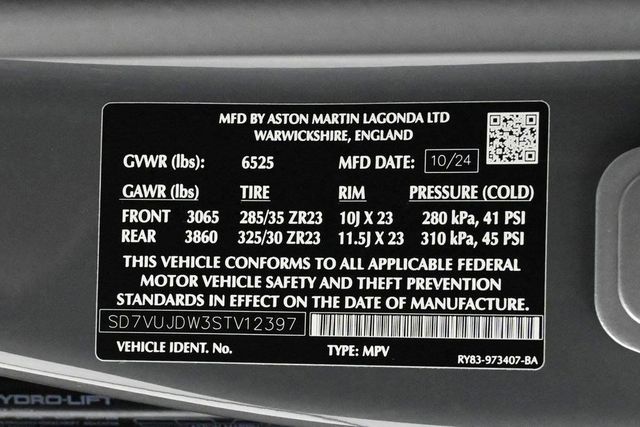 MFD BY ASTON MARTIN LAGONDA LTD
WARWICKSHIRE, ENGLAND
GVWR (lbs): 6525 MFD DATE: 10/24
GAWR (lbs) TIRE RIM PRESSURE (COLD)
FRONT 3065 285/35 ZR23 10J X 23 280 kPa, 41 PSI
REAR 3860 325/30 ZR23 11.5J X 23 310 kPa, 45 PSI
THIS VEHICLE CONFORMS TO ALL APPLICABLE FEDERAL
MOTOR VEHICLE SAFETY AND THEFT PREVENTION
STANDARDS IN EFFECT ON THE DATE OF MANUFACTURE.
SD7VUJDW3STV12397
VEHICLE IDENT. No. TYPE: MPV RY83-973407-BA
YDRO-LIFT